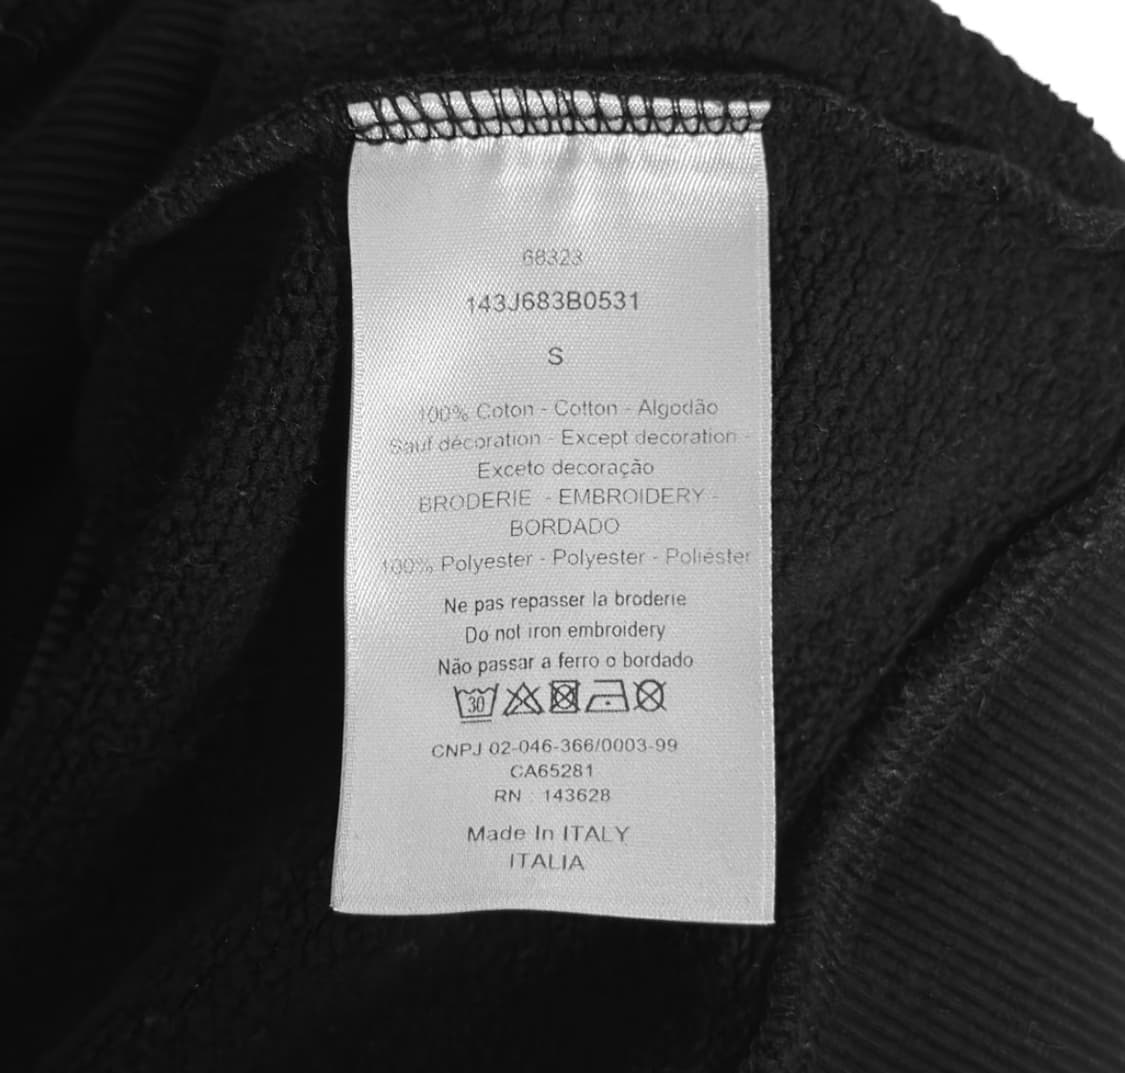 68323
143J683B0531
S
100% Coton - Cotton - Algodão
Sauf décoration - Except decoration -
Exceto decoração
BRODERIE - EMBROIDERY -
BORDADO
100% Polyester - Polyester - Poliéster
Ne pas repasser la broderie
Do not iron embroidery
Não passar a ferro o bordado
30
CNPJ 02-046-366/0003-99
CA65281
RN : 143628
Made In ITALY
ITALIA